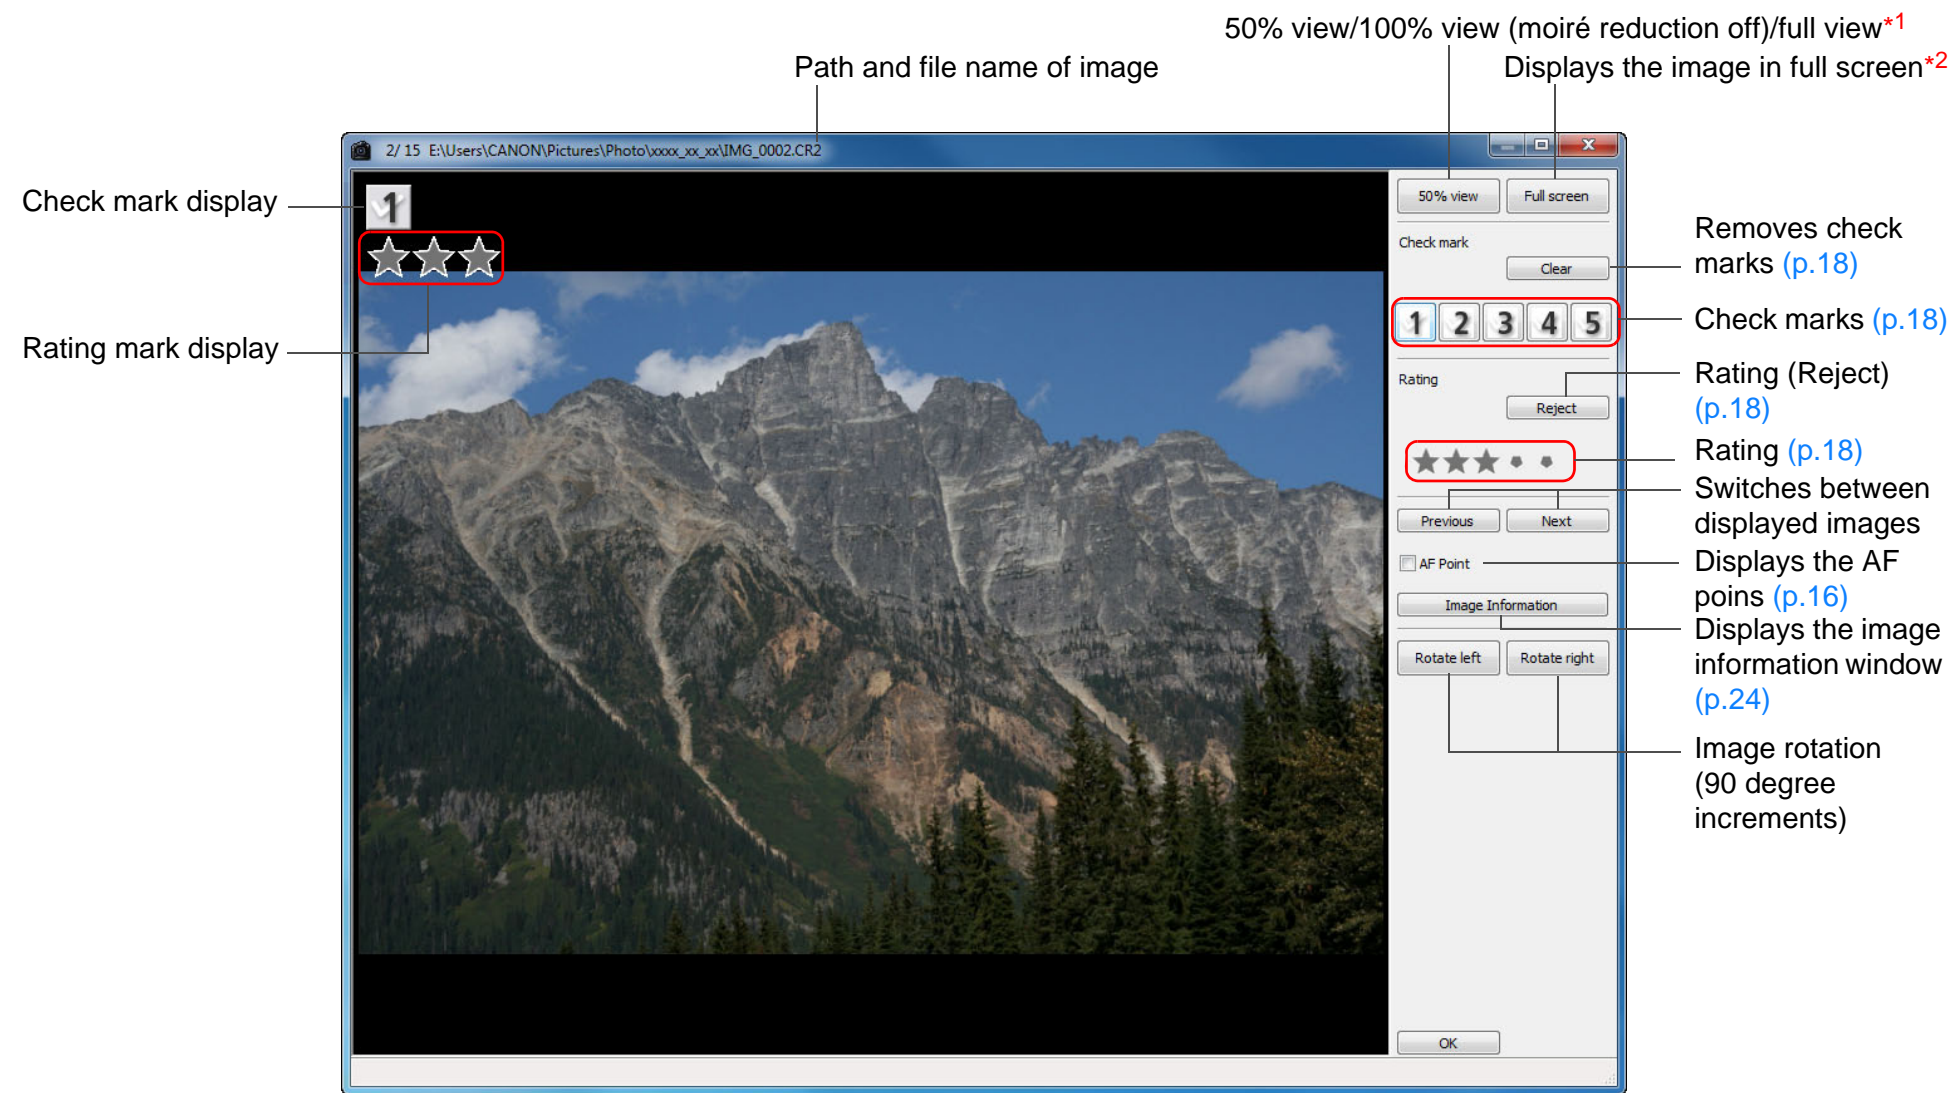 50% view/100% view (moiré reduction off)/full view*1
Path and file name of image
Displays the image in full screen*2
2/ 15 E:\Users\CANON\Pictures\Photo\xxxx_xx_xx\IMG_0002.CR2
Check mark display
1
Rating mark display
50% view
Full screen
Check mark
Clear
Removes check
marks (p.18)
1 2 3 4 5
Check marks (p.18)
Rating
Reject
Rating (Reject)
(p.18)
Rating (p.18)
Previous
Next
Switches between
displayed images
AF Point
Displays the AF
poins (p.16)
Image Information
Displays the image
information window
(p.24)
Rotate left
Rotate right
Image rotation
(90 degree
increments)
OK